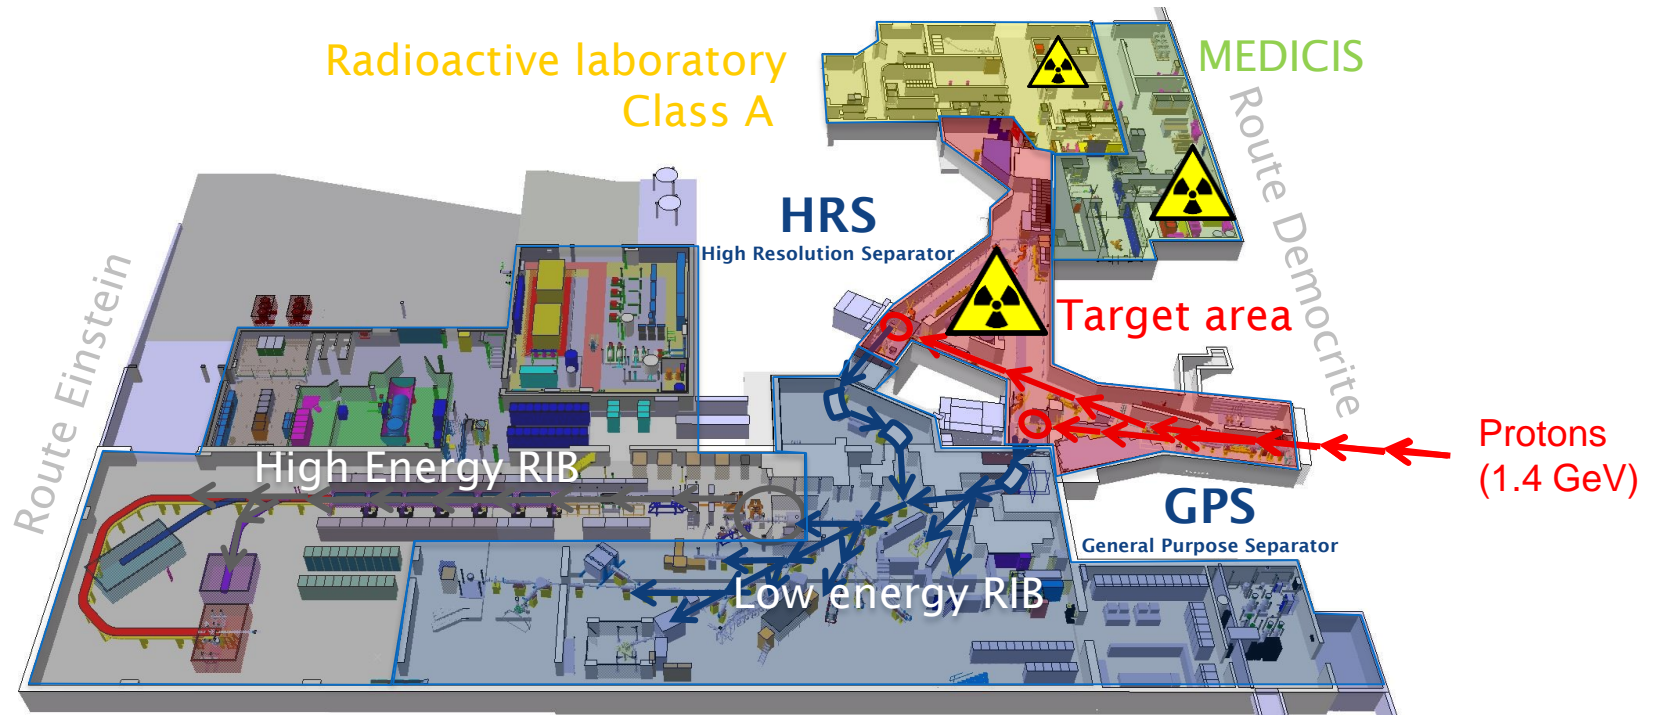 Radioactive laboratory
Class A
MEDICIS
Route Democrite
HRS
High Resolution Separator
Route Einstein
Target area
Protons
(1.4 GeV)
High Energy RIB
GPS
General Purpose Separator
Low energy RIB